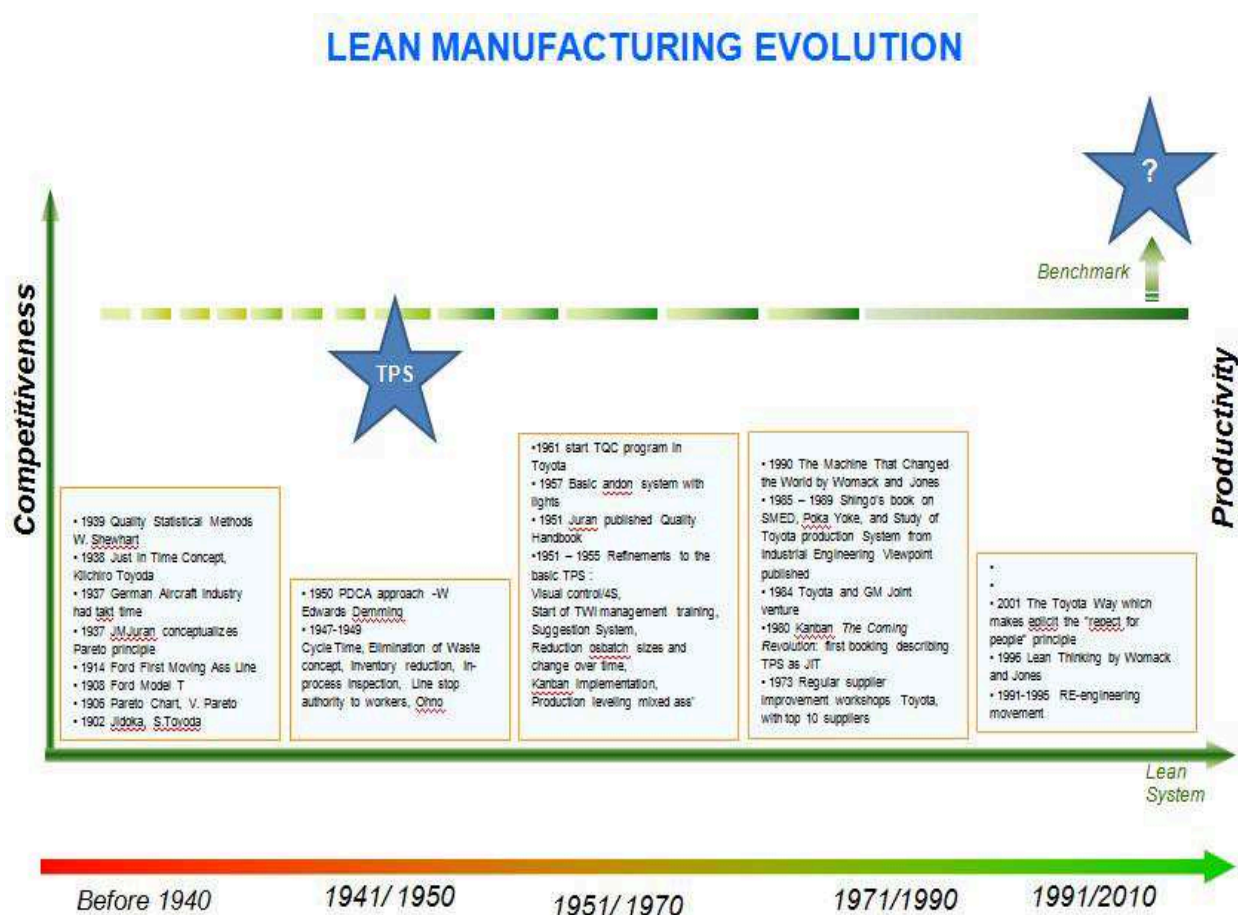 LEAN MANUFACTURING EVOLUTION
?
Benchmark
Competitiveness
TPS
Productivity
• 1939 Quality Statistical Methods
W. Shewhart
• 1938 Just In Time Concept,
Kiichiro Toyoda
• 1937 German Aircraft Industry
had takt time
• 1937 JMJuran conceptualizes
Pareto principle
• 1914 Ford First Moving Ass Line
• 1908 Ford Model T
• 1906 Pareto Chart, V. Pareto
• 1902 Jidoka, S.Toyoda
• 1950 PDCA approach -W
Edwards Demming
• 1947-1949
Cycle Time, Elimination of Waste
concept, Inventory reduction, In-
process Inspection, Line stop
authority to workers, Ohno
•1961 start TQC program in
Toyota
• 1957 Basic andon system with
lights
• 1951 Juran published Quality
Handbook
•1951 – 1955 Refinements to the
basic TPS :
Visual control/4S,
Start of TWI management training,
Suggestion System,
Reduction osbatch sizes and
change over time,
Kanban Implementation,
Production leveling mixed ass'
• 1990 The Machine That Changed
the World by Womack and Jones
• 1985 – 1989 Shingo's book on
SMED, Poka Yoke, and Study of
Toyota production System from
Industrial Engineering Viewpoint
published
• 1984 Toyota and GM Joint
venture
•1980 Kanban The Coming
Revolution: first booking describing
TPS as JIT
• 1973 Regular supplier
Improvement workshops Toyota,
with top 10 suppliers
•
•
• 2001 The Toyota Way which
makes eplicit the "repect for
people" principle
• 1996 Lean Thinking by Womack
and Jones
• 1991-1995 RE-engineering
movement
Lean
System
Before 1940
1941/ 1950
1951/ 1970
1971/1990
1991/2010